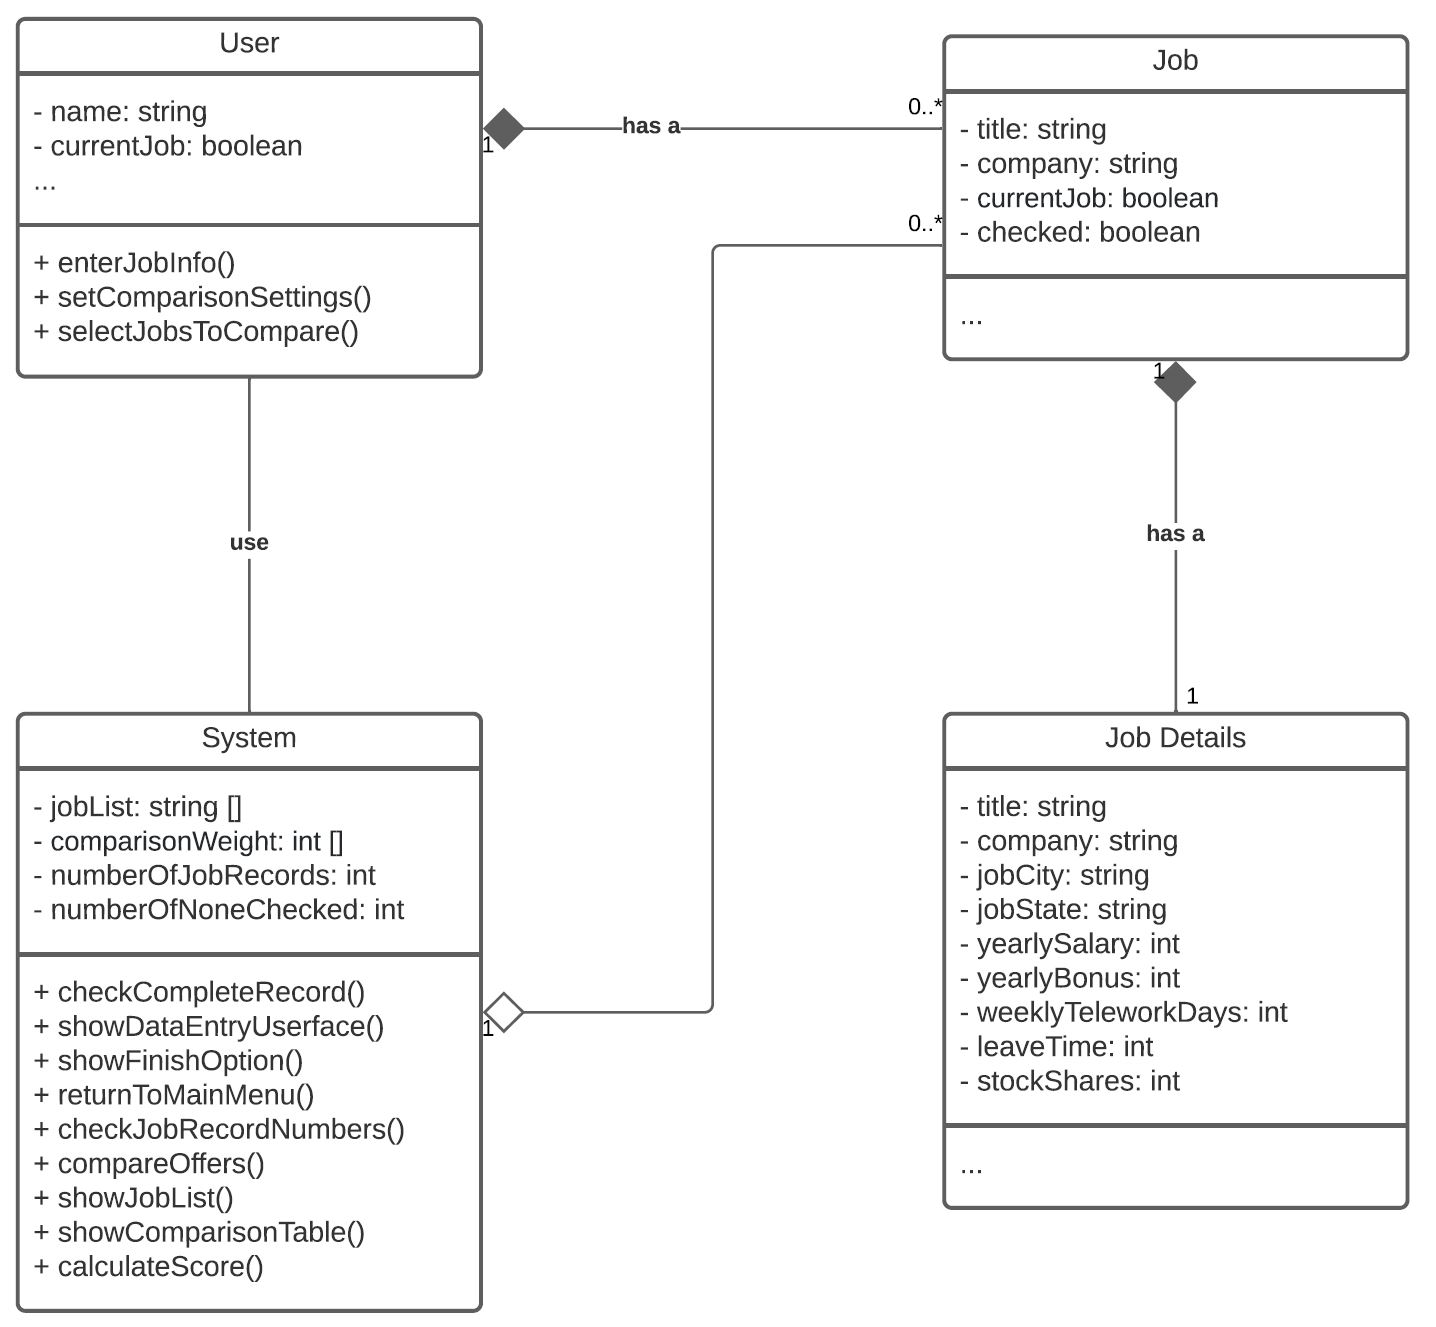 User
- name: string
- currentJob: boolean
...
+ enterJobInfo()
+ setComparisonSettings()
+ selectJobsToCompare()
1
has a
0..*
0..*
Job
- title: string
- company: string
- currentJob: boolean
- checked: boolean
...
1
has a
1
use
System
- jobList: string []
- comparisonWeight: int []
- numberOfJobRecords: int
- numberOfNoneChecked: int
+ checkCompleteRecord()
+ showDataEntryUserface()
+ showFinishOption()
+ returnToMainMenu()
+ checkJobRecordNumbers()
+ compareOffers()
+ showJobList()
+ showComparisonTable()
+ calculateScore()
1
Job Details
- title: string
- company: string
- jobCity: string
- jobState: string
- yearlySalary: int
- yearlyBonus: int
- weeklyTeleworkDays: int
- leaveTime: int
- stockShares: int
...